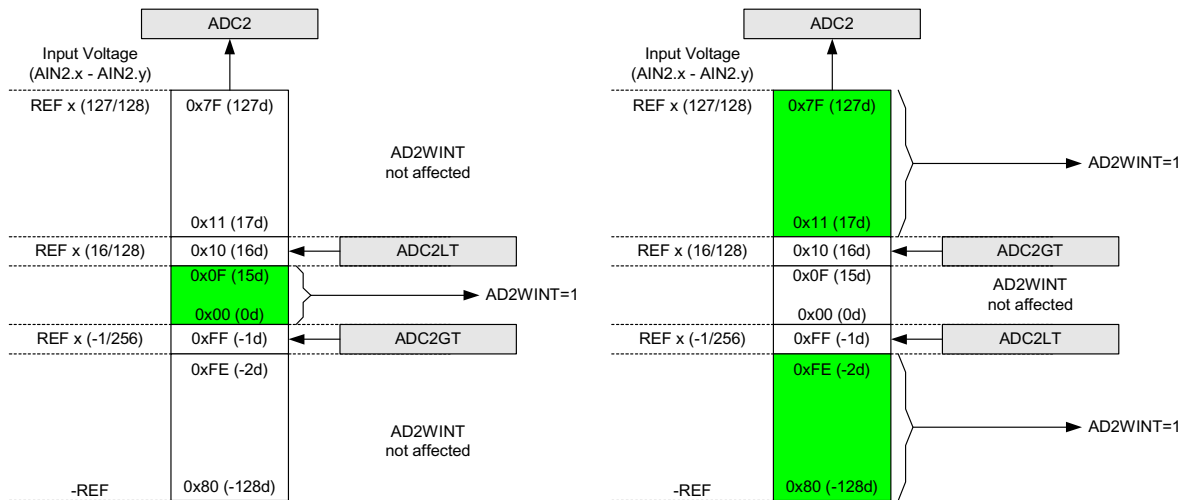 ADC2
Input Voltage
(AIN2.x - AIN2.y)
REF x (127/128)
0x7F (127d)
AD2WINT
not affected
0x11 (17d)
REF x (16/128)
0x10 (16d)
ADC2LT
0x0F (15d)
AD2WINT=1
0x00 (0d)
REF x (-1/256)
0xFF (-1d)
ADC2GT
0xFE (-2d)
AD2WINT
not affected
-REF
0x80 (-128d)
ADC2
Input Voltage
(AIN2.x - AIN2.y)
REF x (127/128)
0x7F (127d)
AD2WINT=1
0x11 (17d)
REF x (16/128)
0x10 (16d)
ADC2GT
0x0F (15d)
AD2WINT
not affected
0x00 (0d)
REF x (-1/256)
0xFF (-1d)
ADC2LT
0xFE (-2d)
AD2WINT=1
-REF
0x80 (-128d)